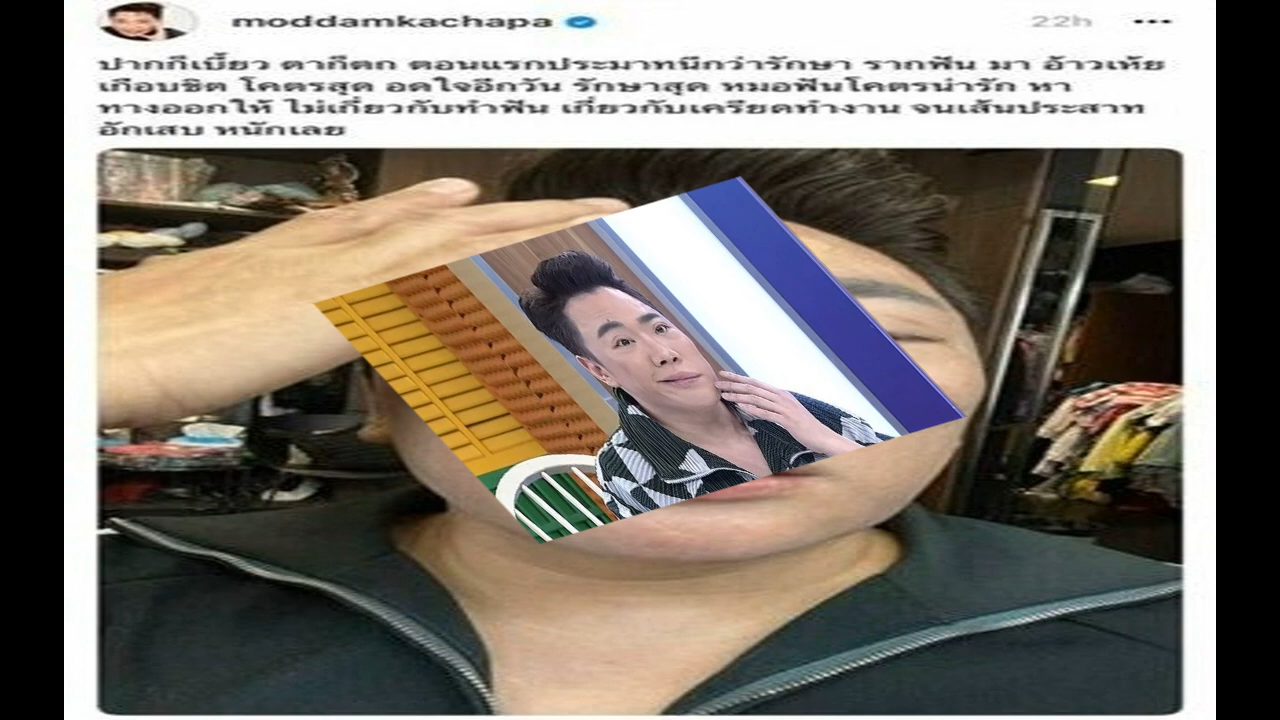 moddamkachapa 22h
ปากก็เบี้ยว ตาก็ตก ตอนแรกประมาทนึกว่ารักษา รากฟัน มา อ้าวเห้ย
เกือบชิต โคตรสุด อดใจอีกวัน รักษาสุด หมอฟันโคตรน่ารัก หา
ทางออกให้ ไม่เกี่ยวกับทำฟัน เกี่ยวกับเครียดทำงาน จนเส้นประสาท
อักเสบ หนักเลย